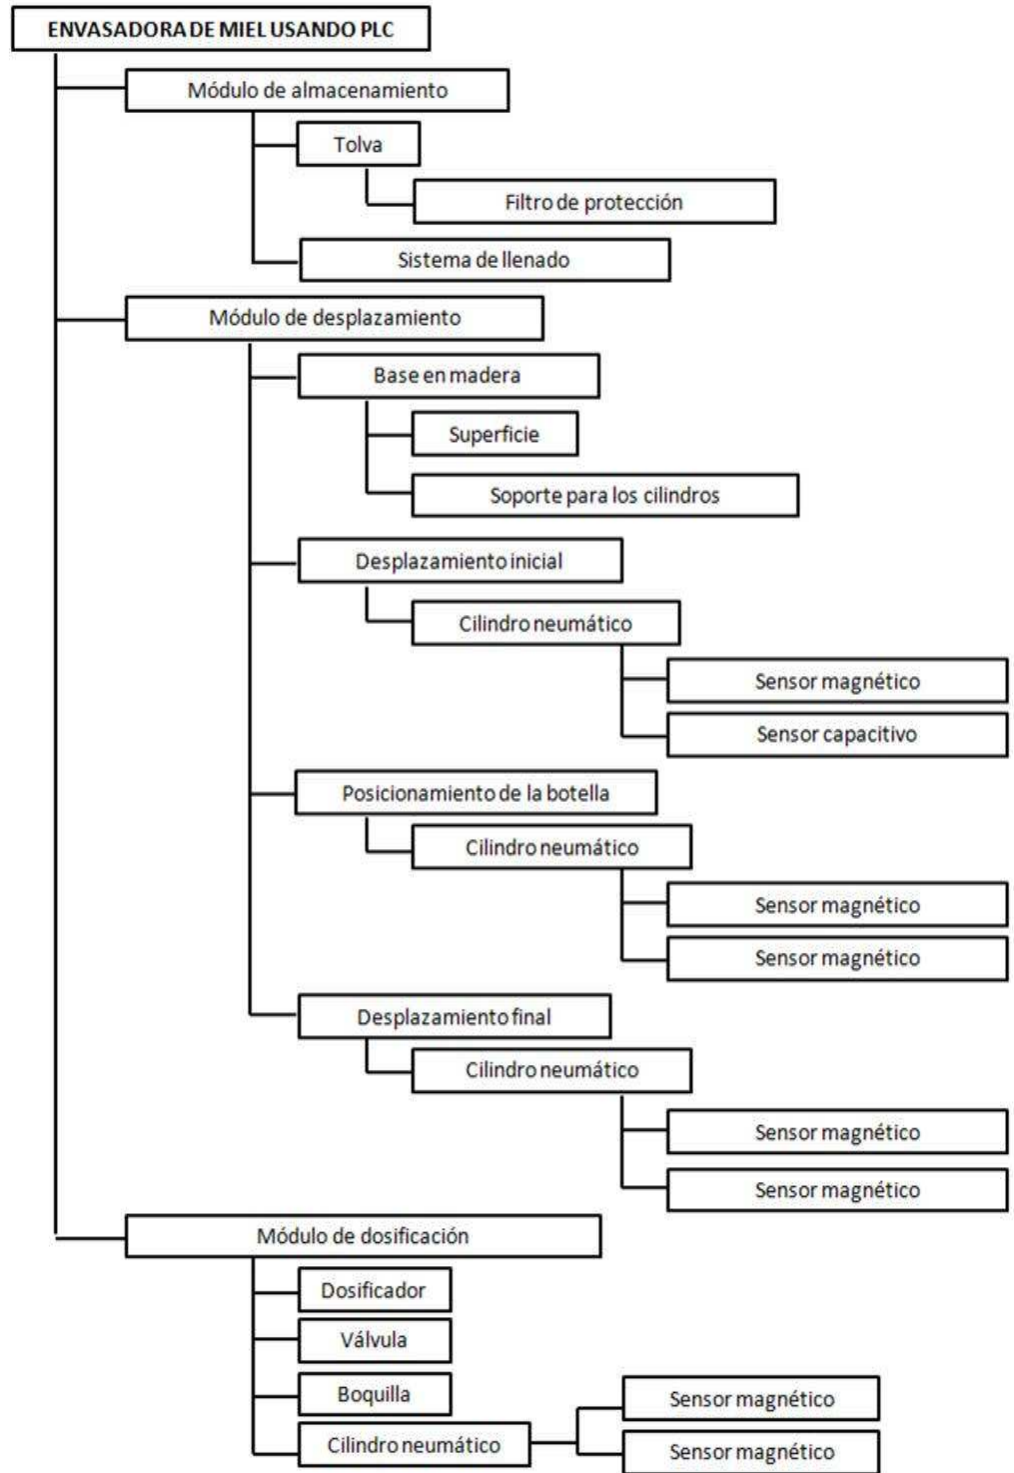 ENVASADORA DE MIEL USANDO PLC
Módulo de almacenamiento
Tolva
Filtro de protección
Sistema de llenado
Módulo de desplazamiento
Base en madera
Superficie
Soporte para los cilindros
Desplazamiento inicial
Cilindro neumático
Sensor magnético
Sensor capacitivo
Posicionamiento de la botella
Cilindro neumático
Sensor magnético
Sensor magnético
Desplazamiento final
Cilindro neumático
Sensor magnético
Sensor magnético
Módulo de dosificación
Dosificador
Válvula
Boquilla
Cilindro neumático
Sensor magnético
Sensor magnético